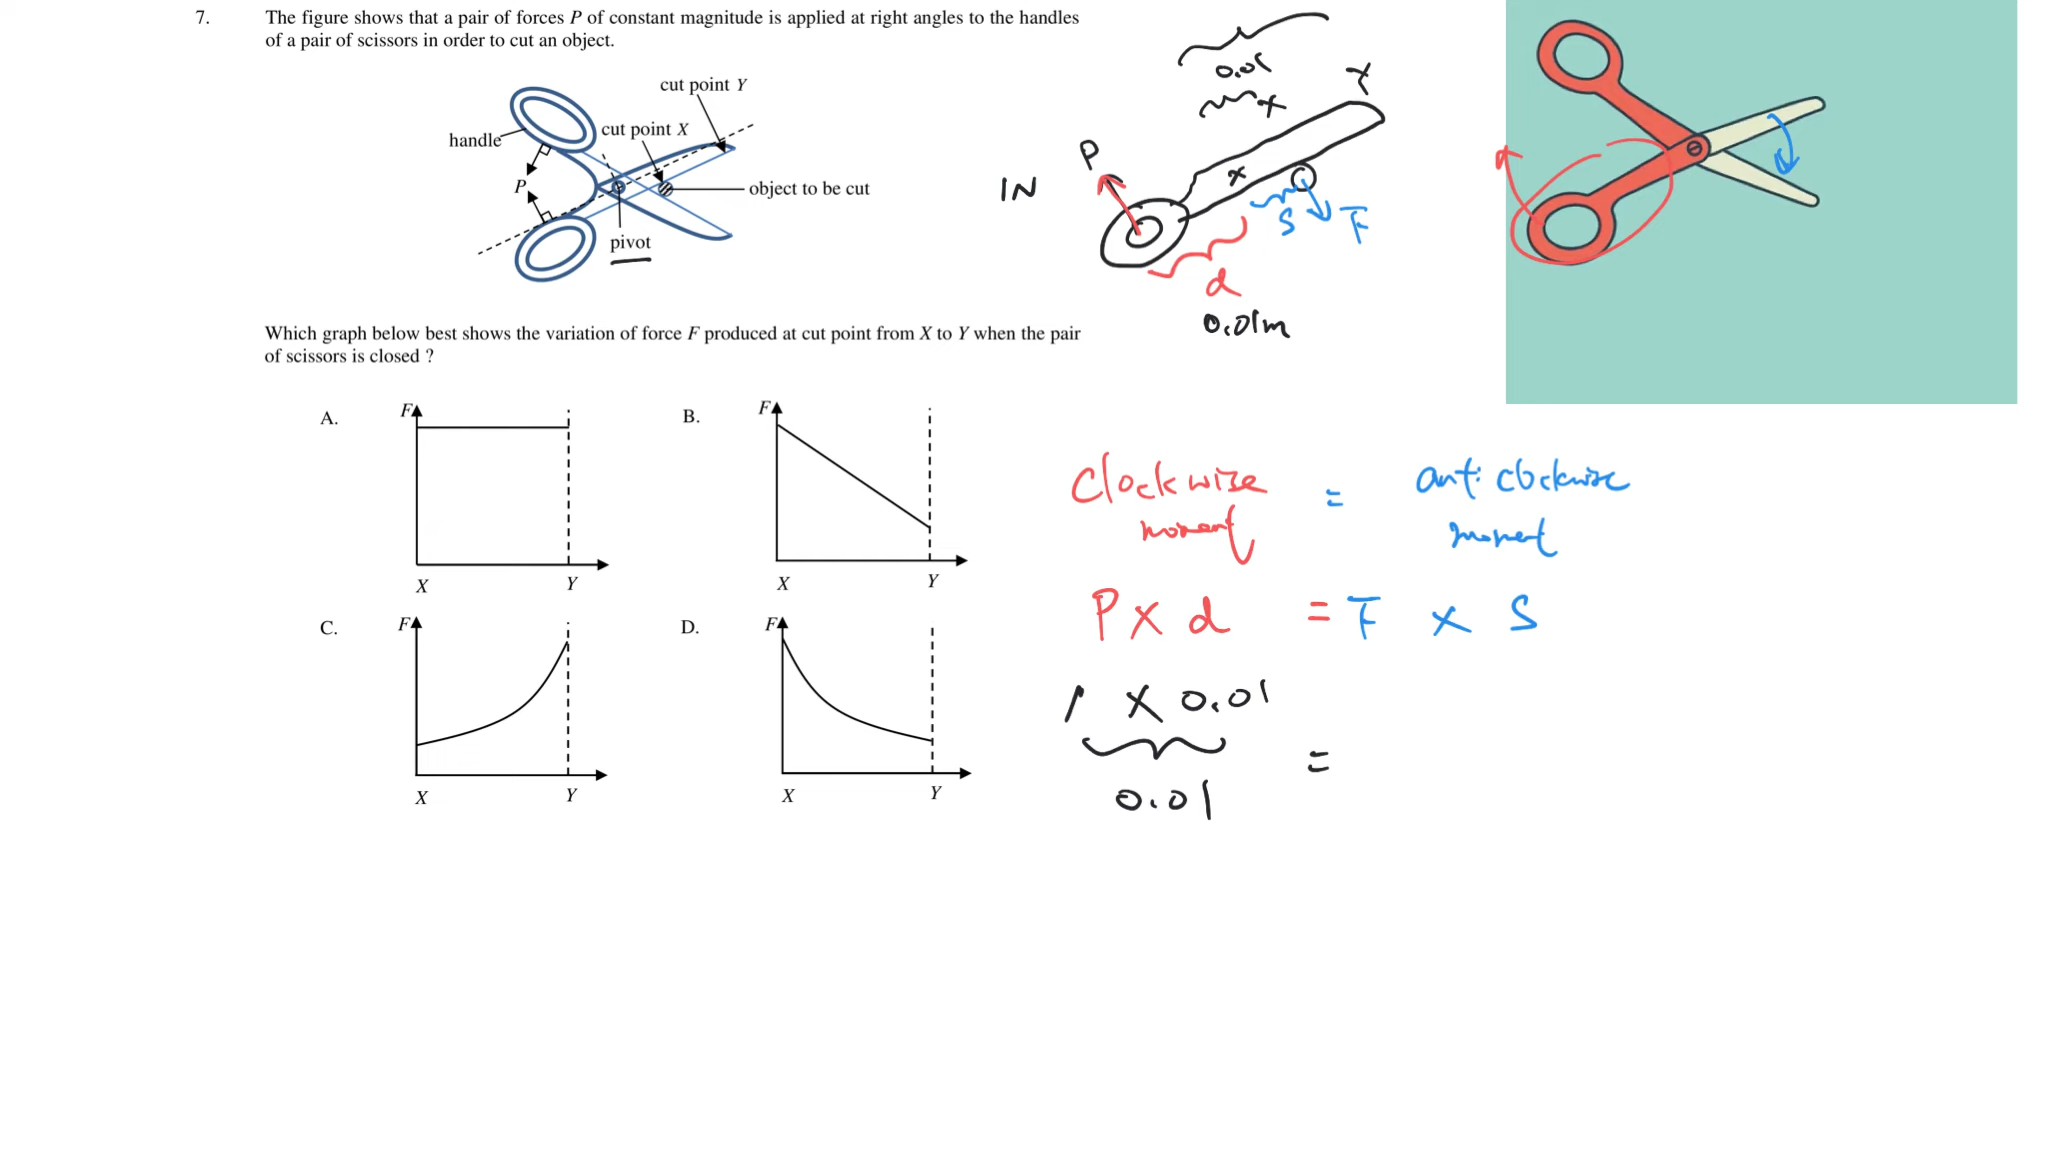 7. The figure shows that a pair of forces P of constant magnitude is applied at right angles to the handles
of a pair of scissors in order to cut an object.
cut point Y
cut point X
handle
P
object to be cut
pivot
0.01
x
Y
P
IN
x
S
F
d
0.01m
Which graph below best shows the variation of force F produced at cut point from X to Y when the pair
of scissors is closed ?
A. F
X Y
B. F
X Y
C. F
X Y
D. F
X Y
Clockwise = anti clockwise
moment moment
P x d = F x S
1 x 0.01
=
0.01